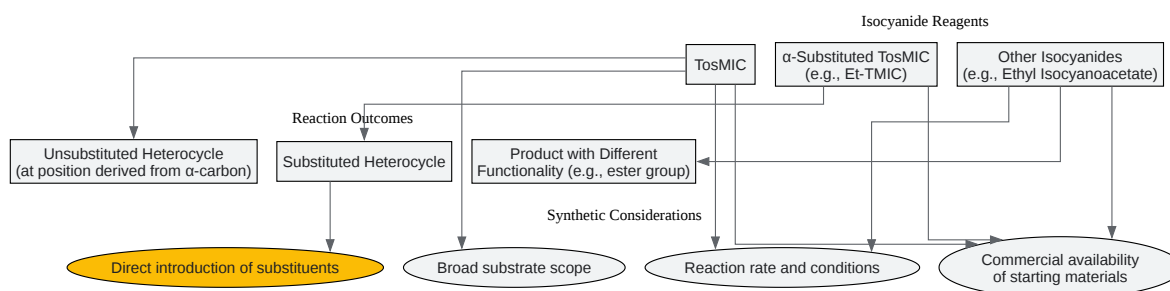 Isocyanide Reagents
TosMIC
α-Substituted TosMIC
(e.g., Et-TMIC)
Other Isocyanides
(e.g., Ethyl Isocyanoacetate)
Reaction Outcomes
Unsubstituted Heterocycle
(at position derived from α-carbon)
Substituted Heterocycle
Product with Different
Functionality (e.g., ester group)
Synthetic Considerations
Direct introduction of substituents
Broad substrate scope
Reaction rate and conditions
Commercial availability
of starting materials